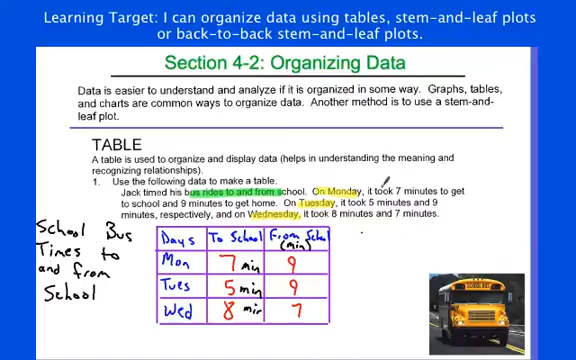 Learning Target: I can organize data using tables, stem-and-leaf plots
or back-to-back stem-and-leaf plots.
Section 4-2: Organizing Data
Data is easier to understand and analyze if it is organized in some way. Graphs, tables,
and charts are common ways to organize data. Another method is to use a stem-and-
leaf plot.
TABLE
A table is used to organize and display data (helps in understanding the meaning and
recognizing relationships).
1. Use the following data to make a table.
Jack timed his bus rides to and from school. On Monday, it took 7 minutes to get
to school and 9 minutes to get home. On Tuesday, it took 5 minutes and 9
minutes, respectively, and on Wednesday, it took 8 minutes and 7 minutes.
School Bus
Times to
and from
School
Days To School From School
(min)
Mon 7 min 9
Tues 5 min 9
Wed 8 min 7
SCHOOL BUS